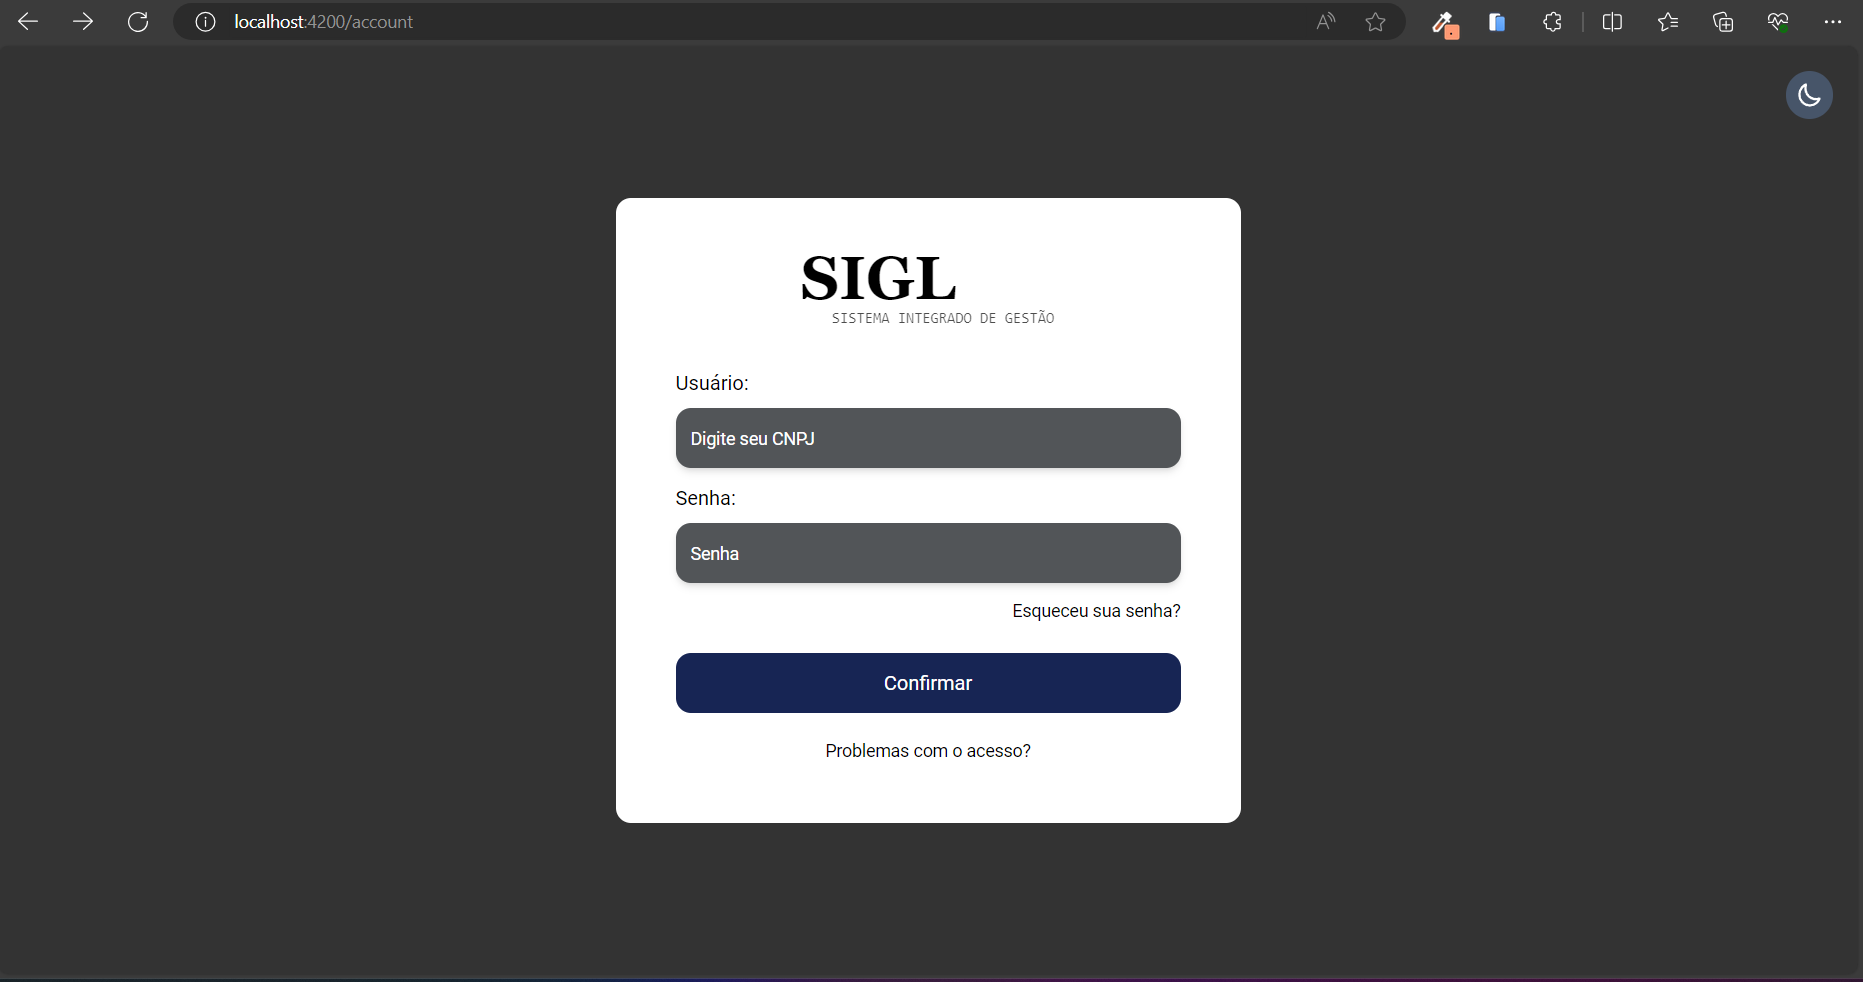 localhost:4200/account
SIGL
SISTEMA INTEGRADO DE GESTÃO
Usuário:
Digite seu CNPJ
Senha:
Senha
Esqueceu sua senha?
Confirmar
Problemas com o acesso?